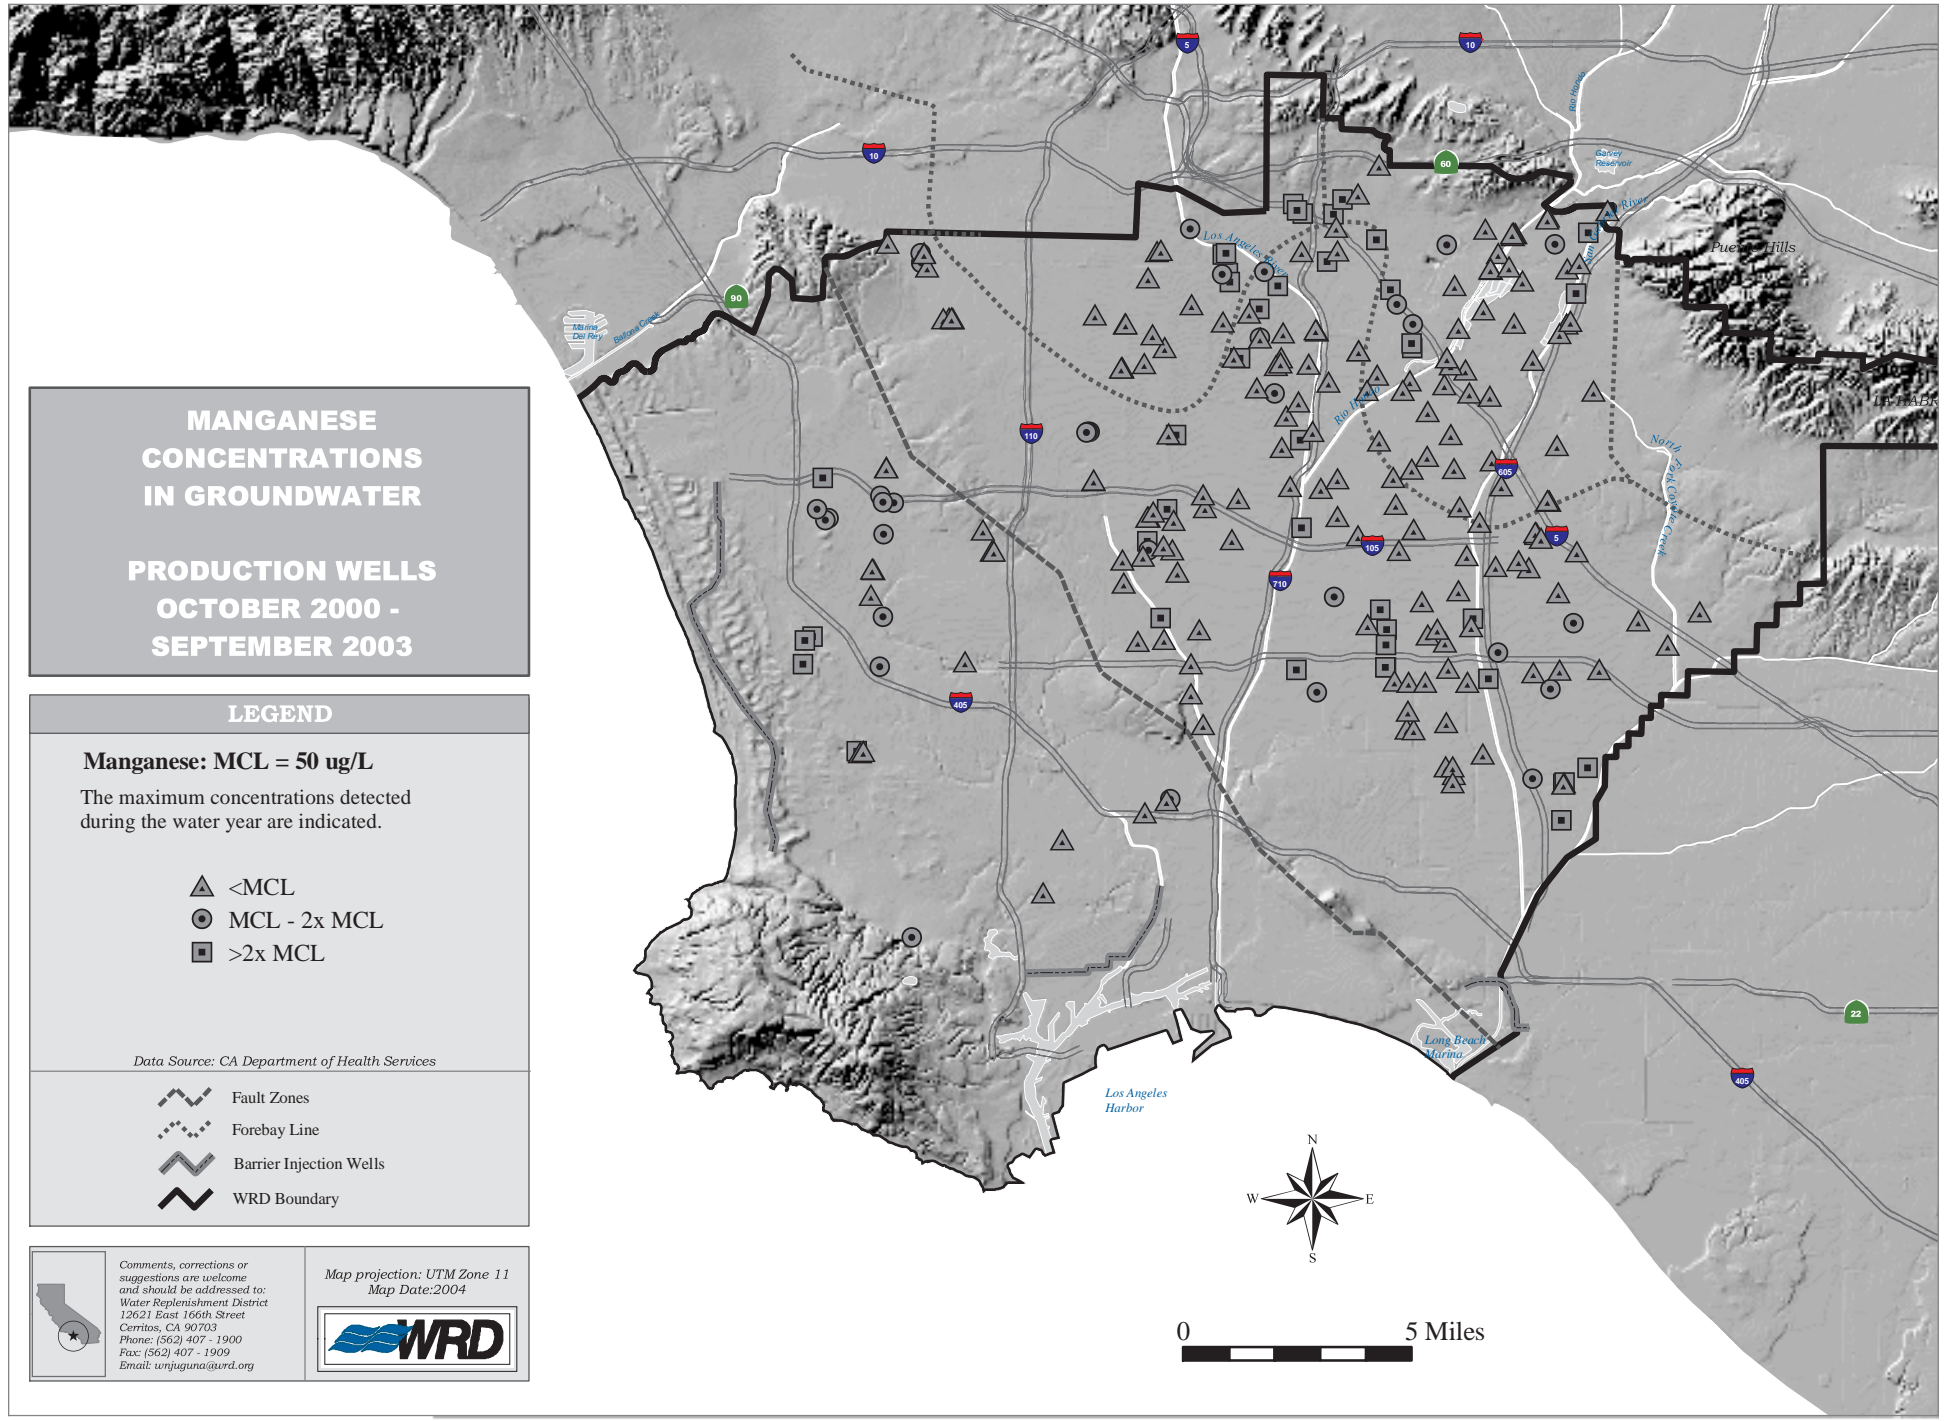 MANGANESE
CONCENTRATIONS
IN GROUNDWATER
PRODUCTION WELLS
OCTOBER 2000 -
SEPTEMBER 2003
LEGEND
Manganese: MCL = 50 ug/L
The maximum concentrations detected
during the water year are indicated.
<MCL
MCL - 2x MCL
>2x MCL
Data Source: CA Department of Health Services
Fault Zones
Forebay Line
Barrier Injection Wells
WRD Boundary
Comments, corrections or
suggestions are welcome
and should be addressed to:
Water Replenishment District
12621 East 166th Street
Cerritos, CA 90703
Phone: (562) 407 - 1900
Fax: (562) 407 - 1909
Email: wnjuguna@wrd.org
Map projection: UTM Zone 11
Map Date:2004
WRD
5
10
10
60
90
110
605
5
105
710
405
22
405
Rio Hondo
Garvey
Reservoir
River
Puente Hills
Los Angeles River
Marina
Del Rey
Ballona Creek
Rio Hondo
North Fork Coyote Creek
Long Beach
Marina
Los Angeles
Harbor
N
W
E
S
0
5 Miles